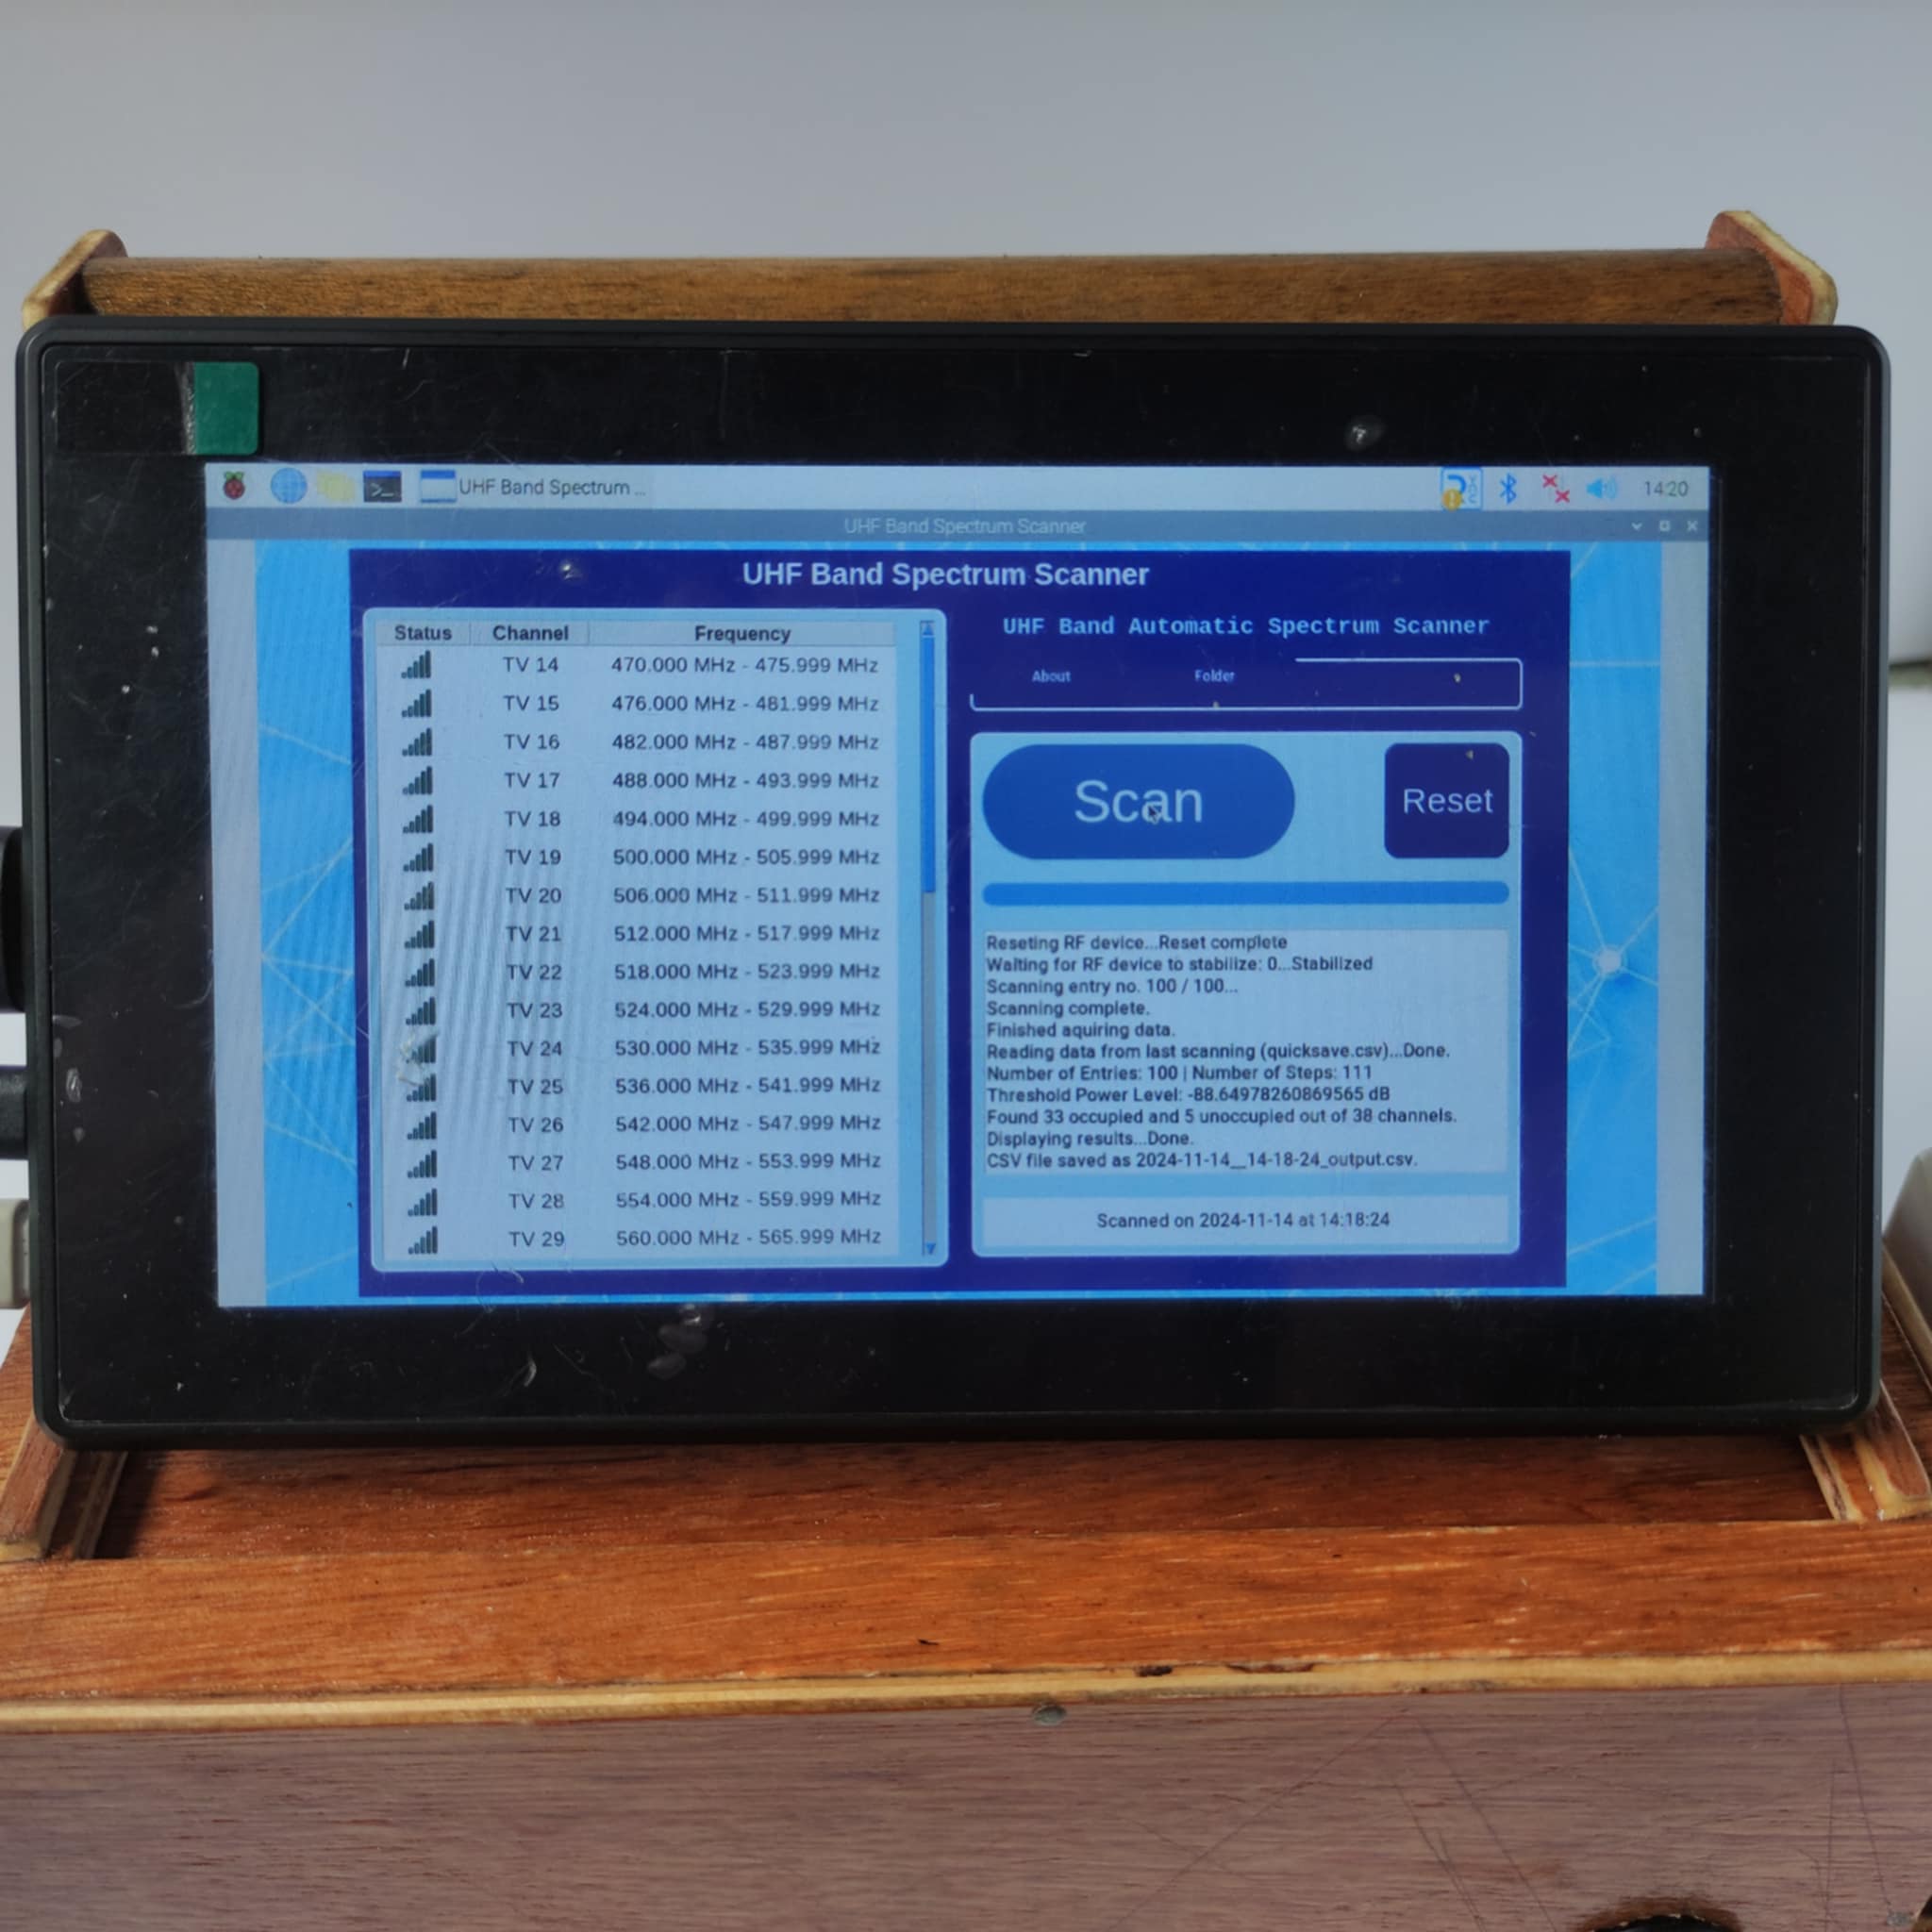 UHF Band Spectrum ...
14:20
UHF Band Spectrum Scanner
UHF Band Spectrum Scanner
Status Channel Frequency
TV 14 470.000 MHz - 475.999 MHz
TV 15 476.000 MHz - 481.999 MHz
TV 16 482.000 MHz - 487.999 MHz
TV 17 488.000 MHz - 493.999 MHz
TV 18 494.000 MHz - 499.999 MHz
TV 19 500.000 MHz - 505.999 MHz
TV 20 506.000 MHz - 511.999 MHz
TV 21 512.000 MHz - 517.999 MHz
TV 22 518.000 MHz - 523.999 MHz
TV 23 524.000 MHz - 529.999 MHz
TV 24 530.000 MHz - 535.999 MHz
TV 25 536.000 MHz - 541.999 MHz
TV 26 542.000 MHz - 547.999 MHz
TV 27 548.000 MHz - 553.999 MHz
TV 28 554.000 MHz - 559.999 MHz
TV 29 560.000 MHz - 565.999 MHz
UHF Band Automatic Spectrum Scanner
About Folder
Scan Reset
Reseting RF device...Reset complete
Waiting for RF device to stabilize: 0...Stabilized
Scanning entry no. 100 / 100...
Scanning complete.
Finished aquiring data.
Reading data from last scanning (quicksave.csv)...Done.
Number of Entries: 100 | Number of Steps: 111
Threshold Power Level: -88.64978260869565 dB
Found 33 occupied and 5 unoccupied out of 38 channels.
Displaying results...Done.
CSV file saved as 2024-11-14__14-18-24_output.csv.
Scanned on 2024-11-14 at 14:18:24